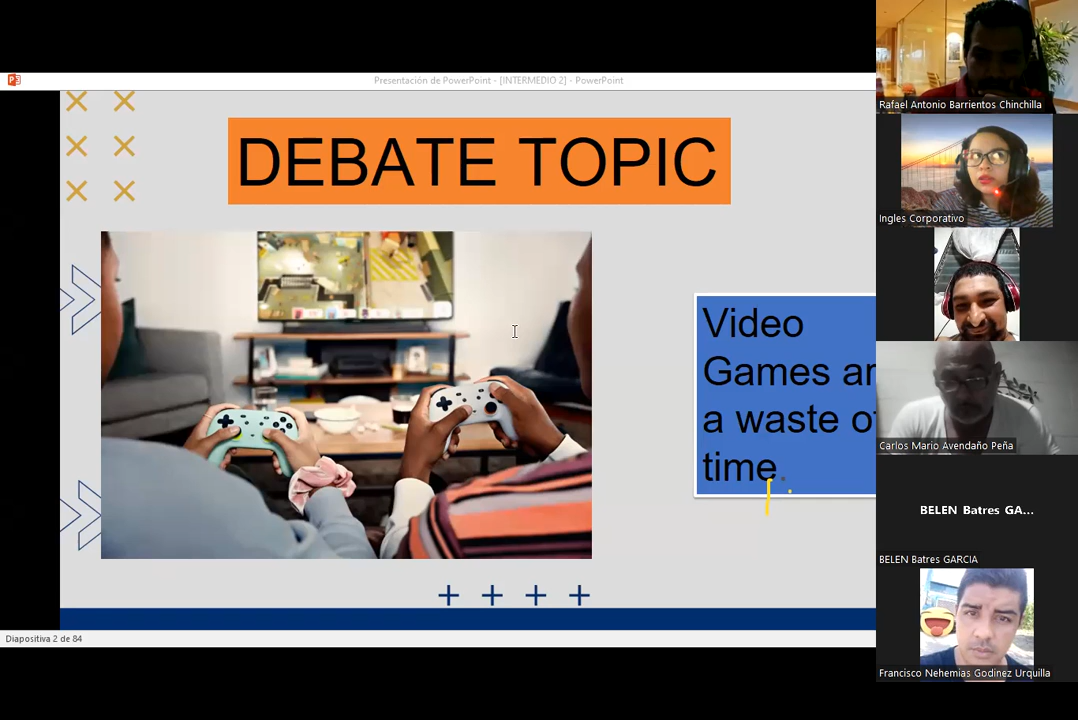 Presentación de PowerPoint - [INTERMEDIO 2] - PowerPoint
DEBATE TOPIC
Video
Games ar
a waste of
time.
Diapositiva 2 de 84
Rafael Antonio Barrientos Chinchilla
Ingles Corporativo
Carlos Mario Avendaño Peña
BELEN Batres GA...
BELEN Batres GARCIA
Francisco Nehemias Godinez Urquilla